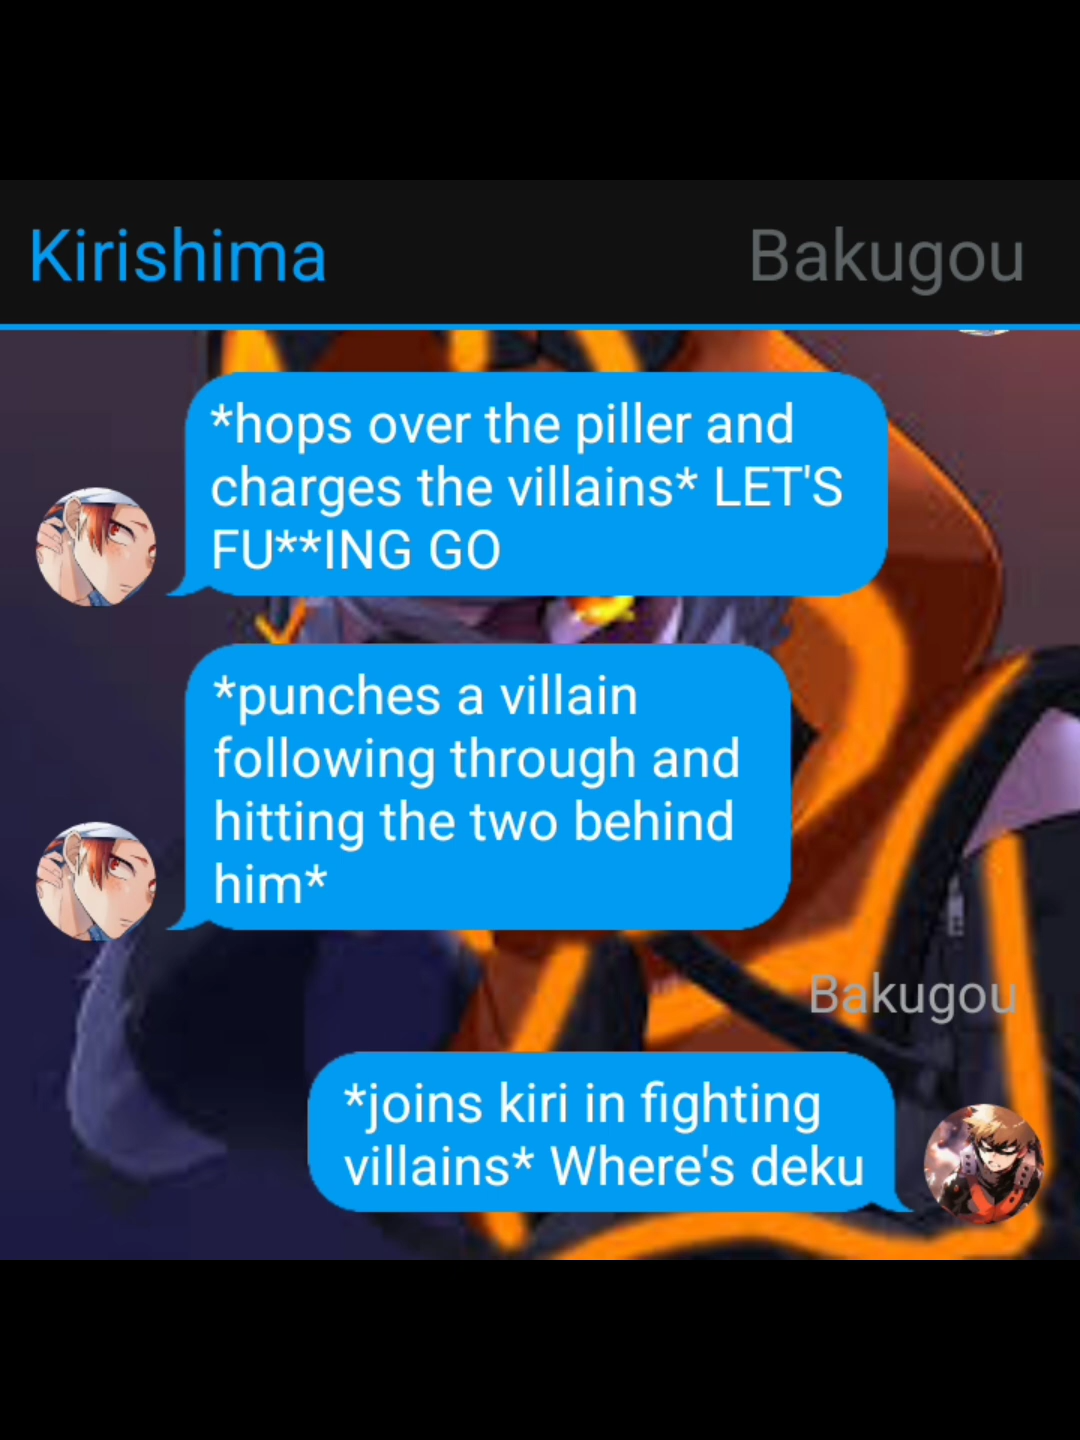 Kirishima Bakugou
*hops over the piller and
charges the villains* LET'S
FU**ING GO
*punches a villain
following through and
hitting the two behind
him*
Bakugou
*joins kiri in fighting
villains* Where's deku